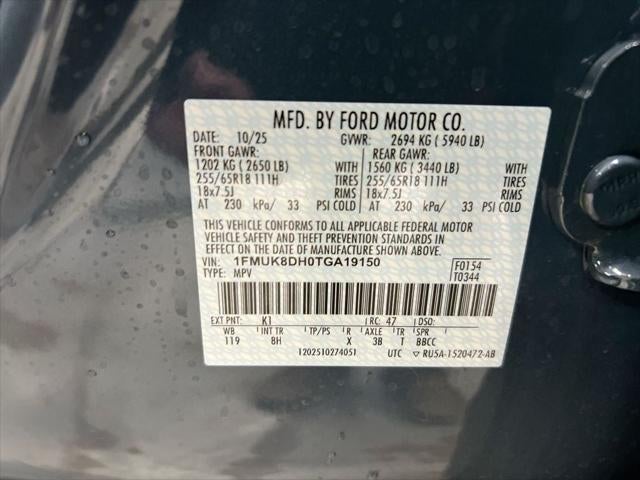 MFD. BY FORD MOTOR CO.
DATE: 10/25 GVWR: 2694 KG ( 5940 LB)
FRONT GAWR: REAR GAWR:
1202 KG ( 2650 LB) WITH 1560 KG ( 3440 LB) WITH
255/65R18 111H TIRES 255/65R18 111H TIRES
18x7.5J RIMS 18x7.5J RIMS
AT 230 kPa/ 33 PSI COLD AT 230 kPa/ 33 PSI COLD
THIS VEHICLE CONFORMS TO ALL APPLICABLE FEDERAL MOTOR
VEHICLE SAFETY AND THEFT PREVENTION STANDARDS IN
EFFECT ON THE DATE OF MANUFACTURE SHOWN ABOVE.
VIN: 1FMUK8DH0TGA19150 F0154
TYPE: MPV T0344
EXT PNT: K1 RC: 47 DSO:
WB INT TR TP/PS R AXLE TR SPR
119 8H X 3B T BBCC
1202510274051 UTC RU5A-1520472-AB